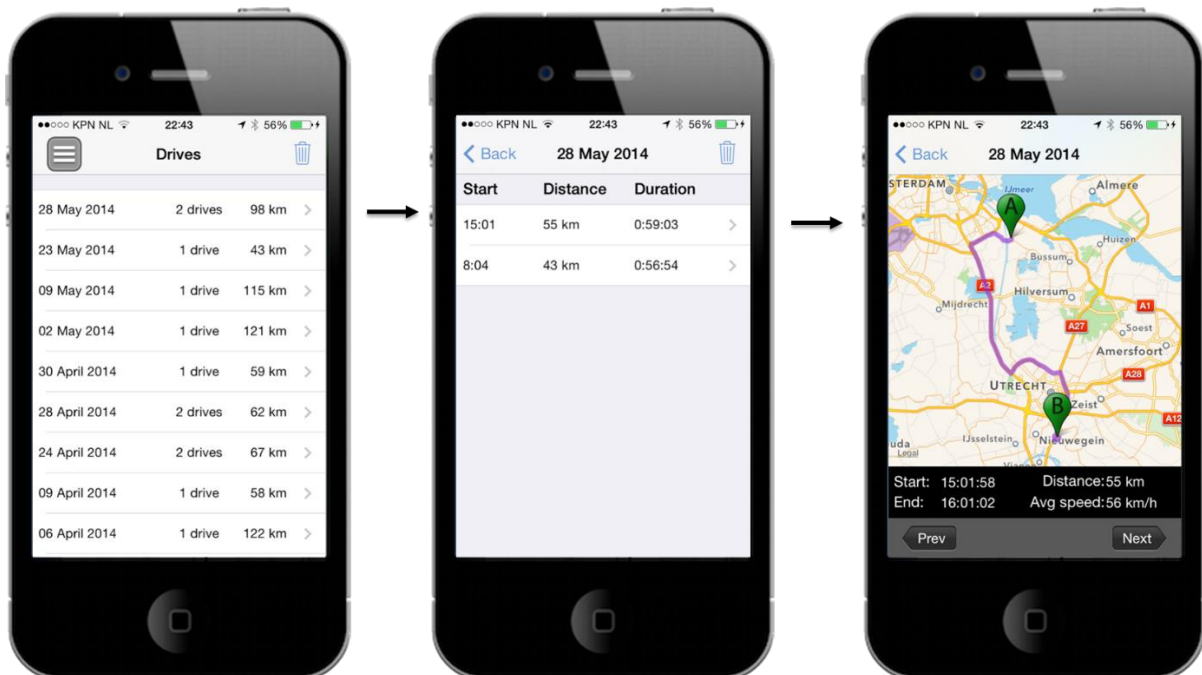 ●●○○○ KPN NL 22:43 56%
Drives
28 May 2014 2 drives 98 km
23 May 2014 1 drive 43 km
09 May 2014 1 drive 115 km
02 May 2014 1 drive 121 km
30 April 2014 1 drive 59 km
28 April 2014 2 drives 62 km
24 April 2014 2 drives 67 km
09 April 2014 1 drive 58 km
06 April 2014 1 drive 122 km
●●○○○ KPN NL 22:43 56%
Back 28 May 2014
Start Distance Duration
15:01 55 km 0:59:03
8:04 43 km 0:56:54
●●○○○ KPN NL 22:43 56%
Back 28 May 2014
STERDAM IJmeer Almere
A
Huizen
Bussum
A2 Hilversum
Mijdrecht A1
A27 Soest
Amersfoort
A28
UTRECHT
B Zeist
A12
IJsselstein Nieuwegein
uda
Legal
Start: 15:01:58 Distance: 55 km
End: 16:01:02 Avg speed: 56 km/h
Prev Next